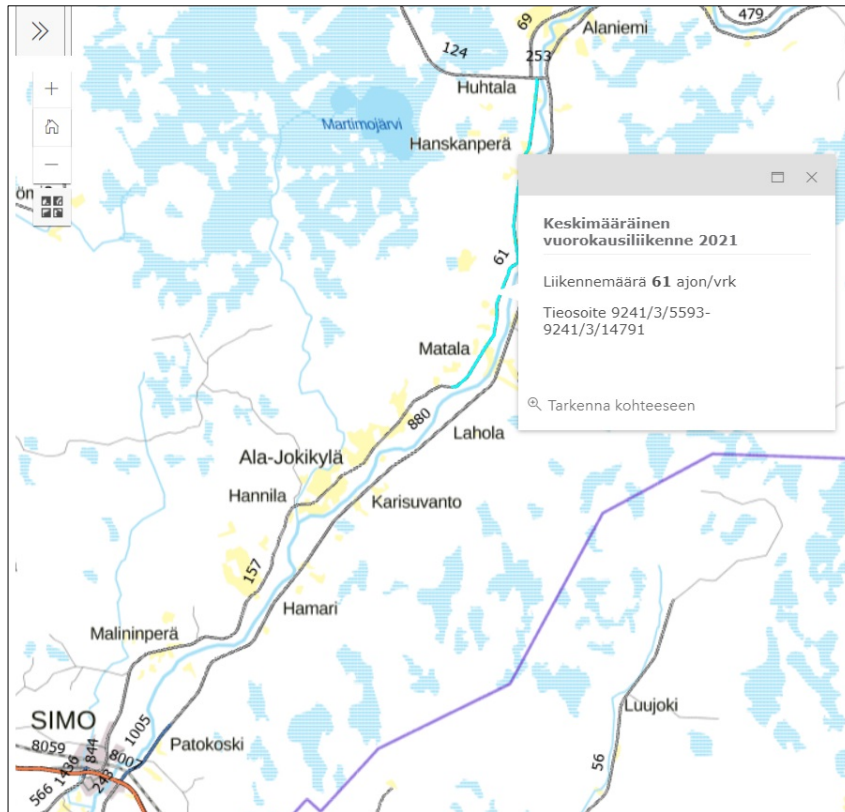 69
479
Alaniemi
124
253
Huhtala
Martimojärvi
Hanskanperä
Keskimääräinen
vuorokausiliikenne 2021
61
Liikennemäärä 61 ajon/vrk
Tieosoite 9241/3/5593-
9241/3/14791
Matala
Tarkenna kohteeseen
880
Lahola
Ala-Jokikylä
Hannila
Karisuvanto
157
Hamari
Malininperä
SIMO
1005
Luujoki
8059
844
8007
Patokoski
1436
243
56
566